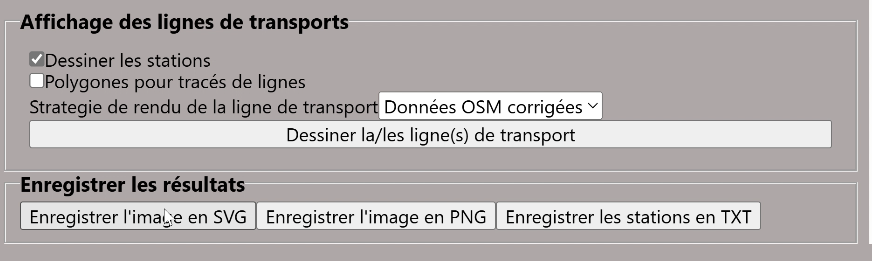 Affichage des lignes de transports
Dessiner les stations
Polygones pour tracés de lignes
Strategie de rendu de la ligne de transport Données OSM corrigées
Dessiner la/les ligne(s) de transport
Enregistrer les résultats
Enregistrer l'image en SVG Enregistrer l'image en PNG Enregistrer les stations en TXT